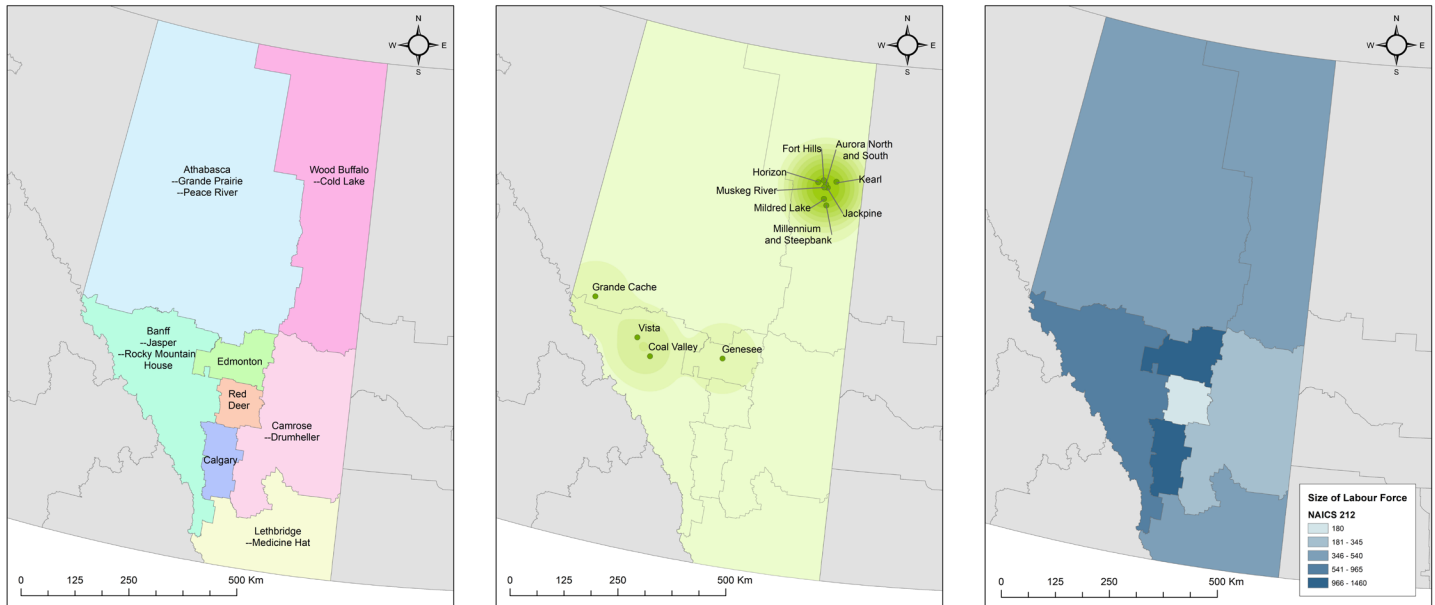 N
W E
S
Athabasca
--Grande Prairie
--Peace River
Wood Buffalo
--Cold Lake
Banff
--Jasper
--Rocky Mountain
House
Edmonton
Red
Deer
Camrose
--Drumheller
Calgary
Lethbridge
--Medicine Hat
0 125 250 500 Km
N
W E
S
Fort Hills
Aurora North
and South
Horizon
Kearl
Muskeg River
Mildred Lake
Jackpine
Millennium
and Steepbank
Grande Cache
Vista
Coal Valley
Genesee
0 125 250 500 Km
N
W E
S
Size of Labour Force
NAICS 212
180
181 - 345
346 - 540
541 - 965
966 - 1460
0 125 250 500 Km